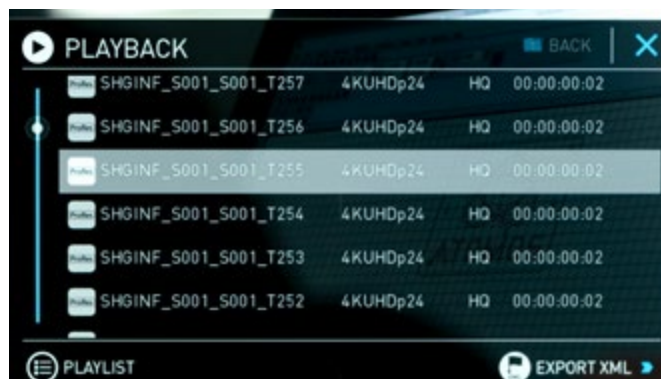 PLAYBACK BACK
SHGINF_S001_S001_T257 4KUHDp24 HQ 00:00:00:02
SHGINF_S001_S001_T256 4KUHDp24 HQ 00:00:00:02
SHGINF_S001_S001_T255 4KUHDp24 HQ 00:00:00:02
SHGINF_S001_S001_T254 4KUHDp24 HQ 00:00:00:02
SHGINF_S001_S001_T253 4KUHDp24 HQ 00:00:00:02
SHGINF_S001_S001_T252 4KUHDp24 HQ 00:00:00:02
ATOMOS
PLAYLIST EXPORT XML